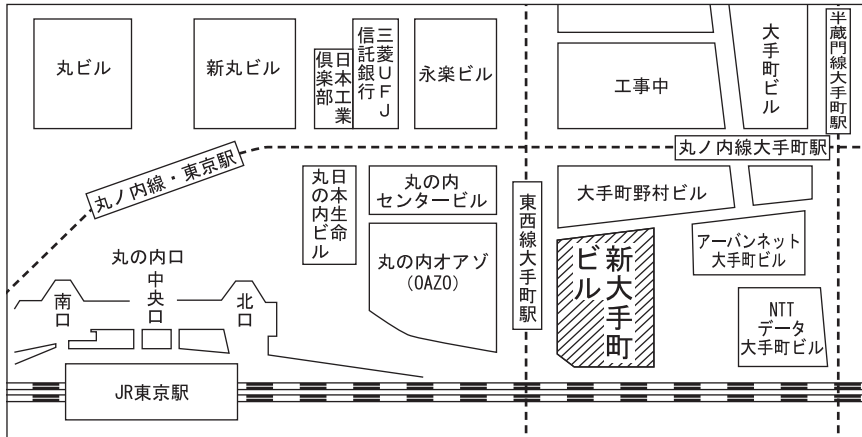 丸ビル
新丸ビル
日本工業
倶楽部
三菱UFJ
信託銀行
永楽ビル
工事中
大手町ビル
半蔵門線大手町駅
丸ノ内線大手町駅
丸ノ内線・東京駅
日本生命
丸の内ビル
丸の内
センタービル
東西線大手町駅
大手町野村ビル
丸の内オアゾ
(OAZO)
新大手町
ビル
アーバンネット
大手町ビル
NTT
データ
大手町ビル
丸の内口
南口
中央口
北口
JR東京駅